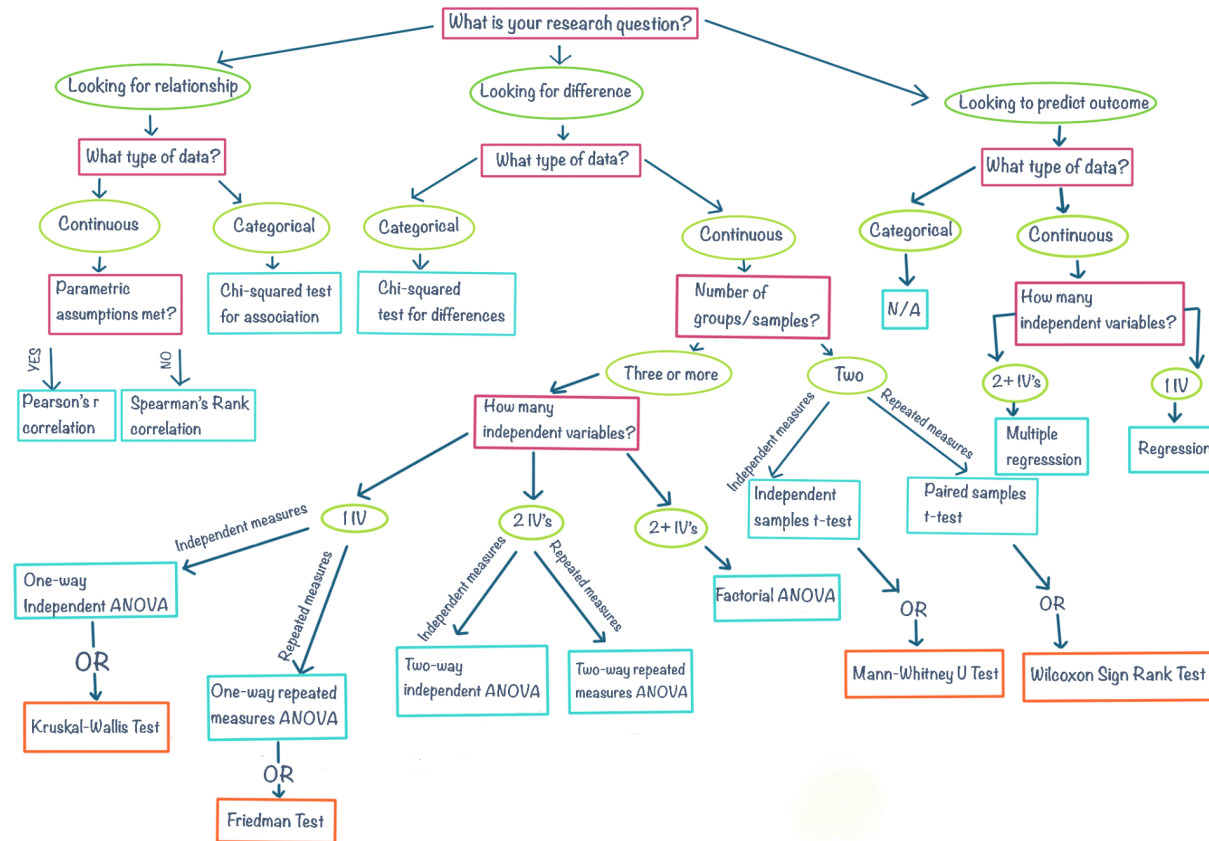 What is your research question?
Looking for relationship
Looking for difference
Looking to predict outcome
What type of data?
What type of data?
What type of data?
Continuous
Categorical
Categorical
Continuous
Categorical
Continuous
Parametric
assumptions met?
Chi-squared test
for association
Chi-squared
test for differences
Number of
groups/samples?
N/A
How many
independent variables?
YES
NO
Three or more
Two
2+ IV's
1 IV
Pearson's r
correlation
Spearman's Rank
correlation
How many
independent variables?
Independent measures
Repeated measures
Multiple
regresssion
Regression
Independent
samples t-test
Paired samples
t-test
1 IV
2 IV's
2+ IV's
Independent measures
Repeated measures
Independent measures
Repeated measures
One-way
Independent ANOVA
Factorial ANOVA
OR
OR
OR
Two-way
independent ANOVA
Two-way repeated
measures ANOVA
Mann-Whitney U Test
Wilcoxon Sign Rank Test
One-way repeated
measures ANOVA
Kruskal-Wallis Test
OR
Friedman Test